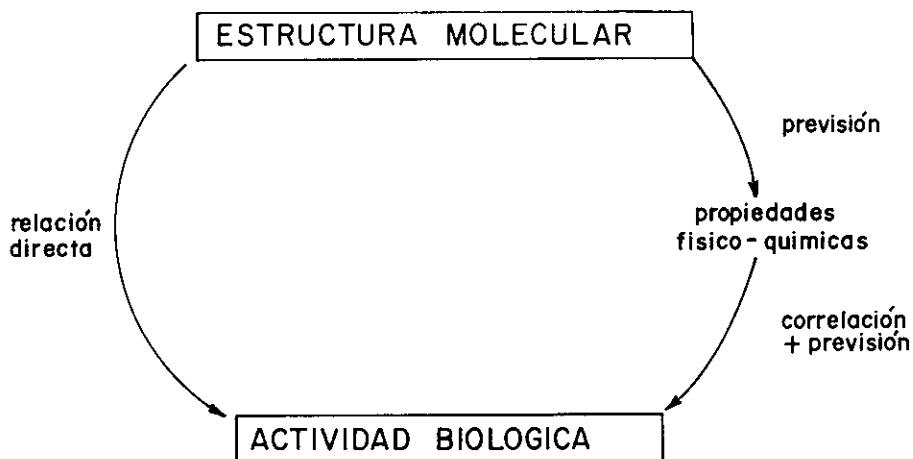 ESTRUCTURA MOLECULAR
previsión
relación
directa
propiedades
fisico-quimicas
correlación
+ previsión
ACTIVIDAD BIOLOGICA